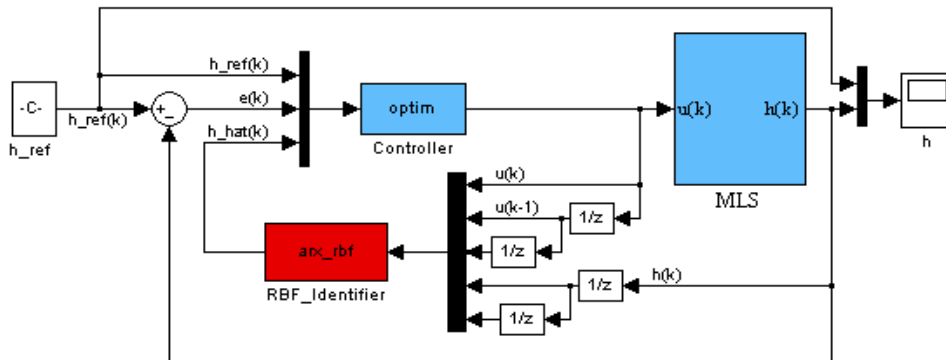 h_ref(k)
e(k)
h_hat(k)
-C-
h_ref
h_ref(k)
+
-
optim
Controller
u(k)
h(k)
MLS
h
u(k)
u(k-1)
1/z
1/z
arx_rbf
RBF_Identifier
h(k)
1/z
1/z